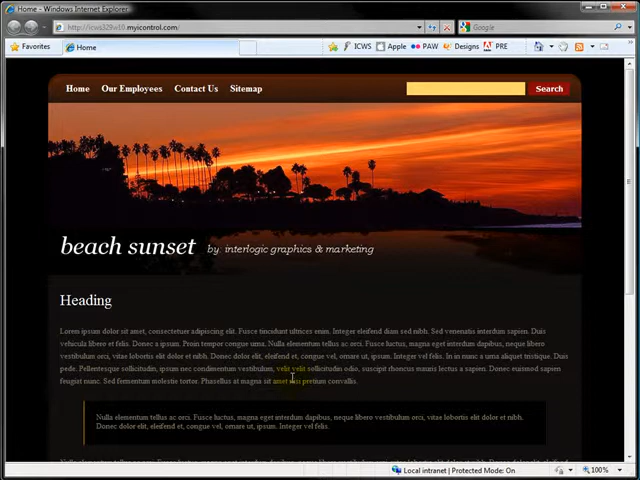 Home - Windows Internet Explorer
http://icws329v10.myicontrol.com/
Google
Favorites
Home
ICWS
Apple
PAW
Designs
PRE
Home
Our Employees
Contact Us
Sitemap
Search
beach sunset by: interlogic graphics & marketing
Heading
Lorem ipsum dolor sit amet, consectetuer adipiscing elit. Fusce tincidunt ultrices enim. Integer eleifend diam sed nibh. Sed venenatis interdum sapien. Duis
vehicula libero et felis. Donec a ipsum. Proin tempor congue urna. Nulla elementum tellus ac orci. Fusce luctus, magna eget interdum dapibus, neque libero
vestibulum orci, vitae lobortis elit dolor et nibh. Donec dolor elit, eleifend et, congue vel, ornare ut, ipsum. Integer vel felis. In in nunc a urna aliquet tristique. Duis
pede. Pellentesque sollicitudin, ipsum nec condimentum vestibulum, velit velit sollicitudin odio, suscipit rhoncus mauris lectus a sapien. Donec euismod sapien
feugiat nunc. Sed fermentum molestie tortor. Phasellus at magna sit amet duis pretium convallis.
Nulla elementum tellus ac orci. Fusce luctus, magna eget interdum dapibus, neque libero vestibulum orci, vitae lobortis elit dolor et nibh.
Donec dolor elit, eleifend et, congue vel, ornare ut, ipsum. Integer vel felis.
Local intranet | Protected Mode: On
100%